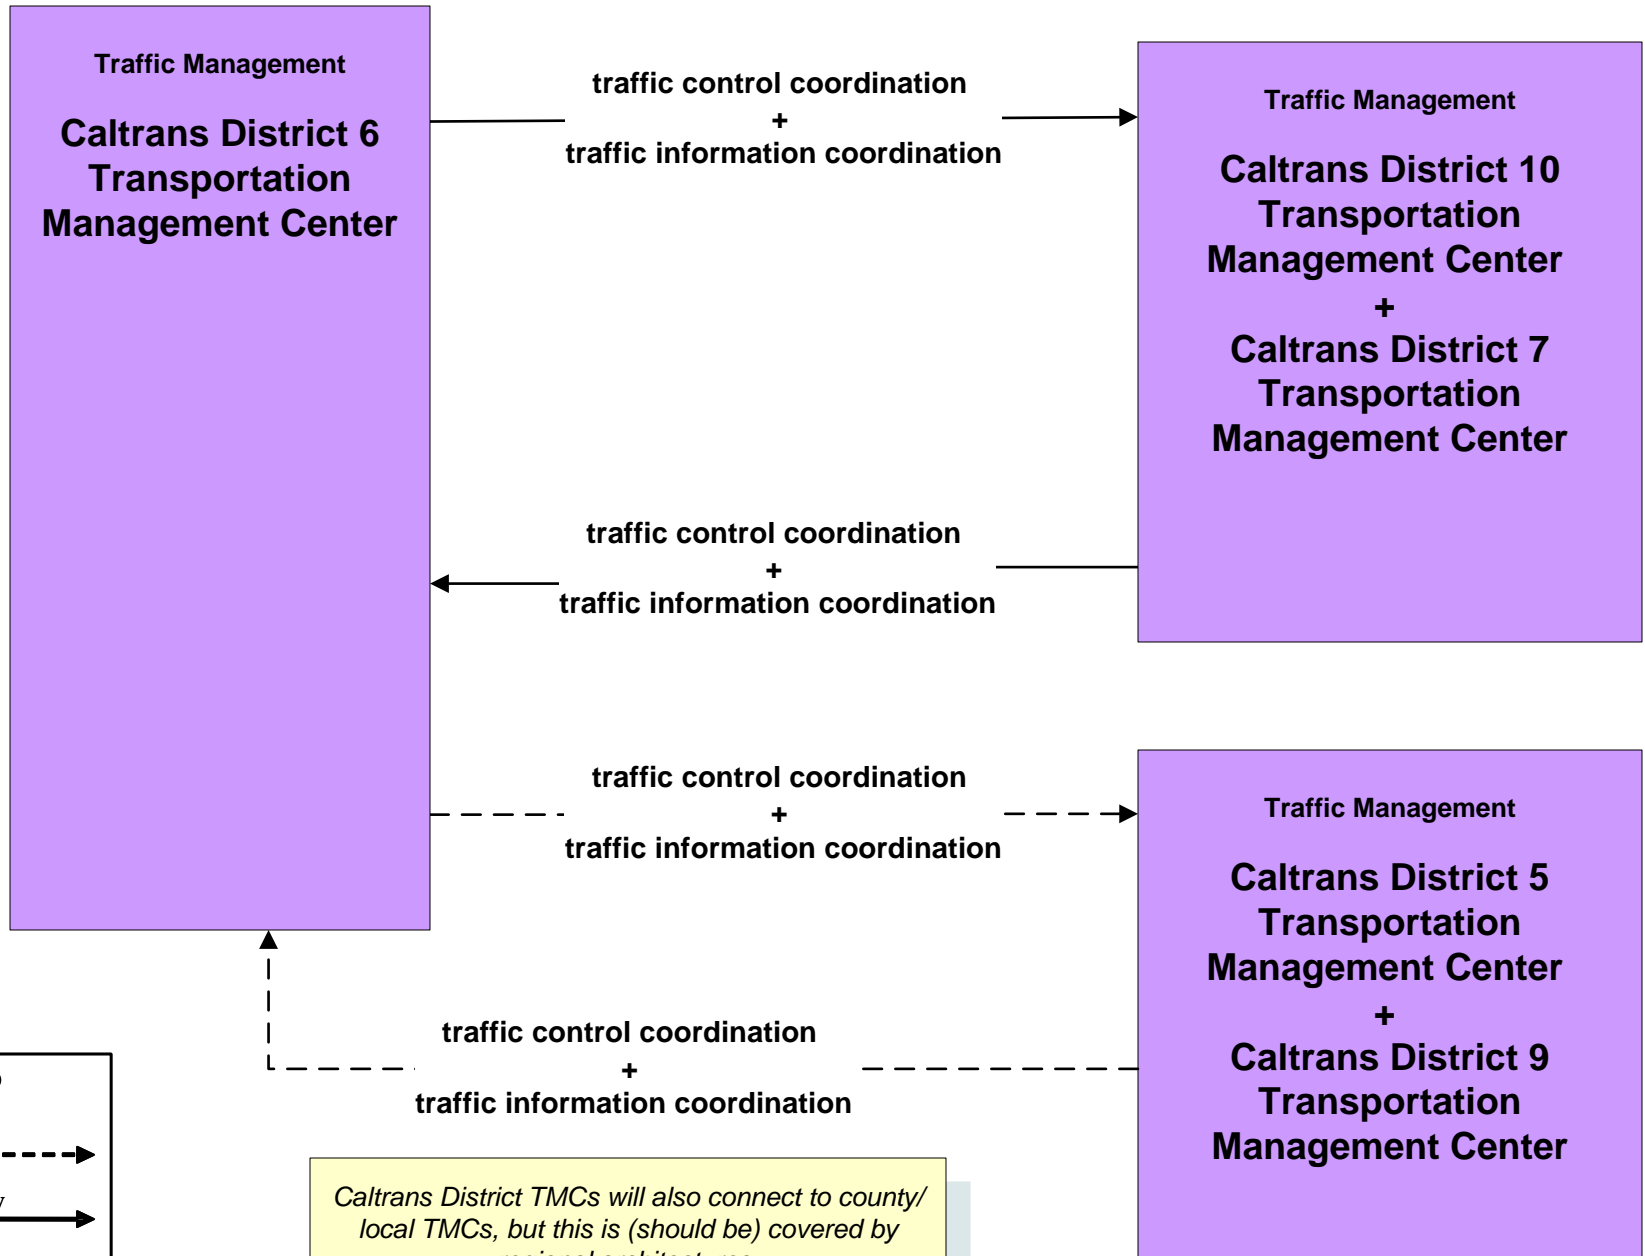 Traffic Management
Caltrans District 6
Transportation
Management Center
traffic control coordination
+
traffic information coordination
Traffic Management
Caltrans District 10
Transportation
Management Center
+
Caltrans District 7
Transportation
Management Center
traffic control coordination
+
traffic information coordination
traffic control coordination
+
traffic information coordination
Traffic Management
Caltrans District 5
Transportation
Management Center
+
Caltrans District 9
Transportation
Management Center
traffic control coordination
+
traffic information coordination
Caltrans District TMCs will also connect to county/
local TMCs, but this is (should be) covered by
regional architectures